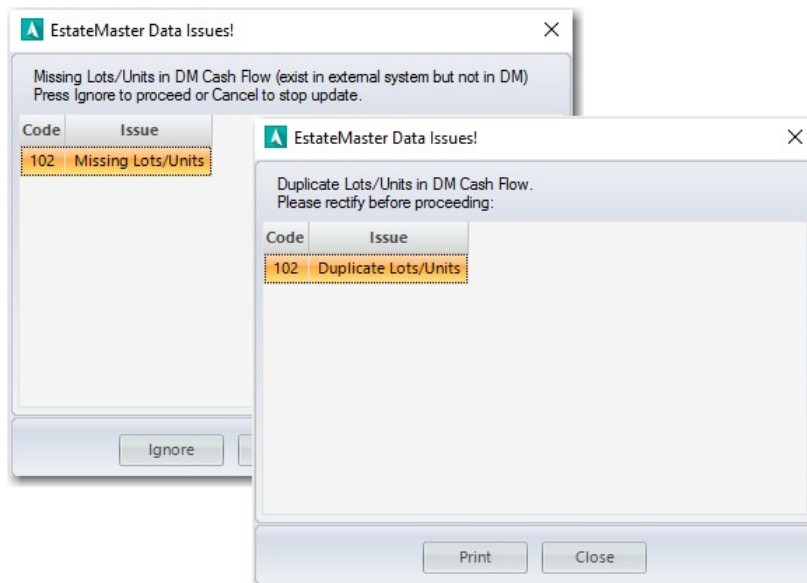 EstateMaster Data Issues!
Missing Lots/Units in DM Cash Flow (exist in external system but not in DM)
Press Ignore to proceed or Cancel to stop update.
Code Issue
102 Missing Lots/Units
Ignore
EstateMaster Data Issues!
Duplicate Lots/Units in DM Cash Flow.
Please rectify before proceeding:
Code Issue
102 Duplicate Lots/Units
Print Close